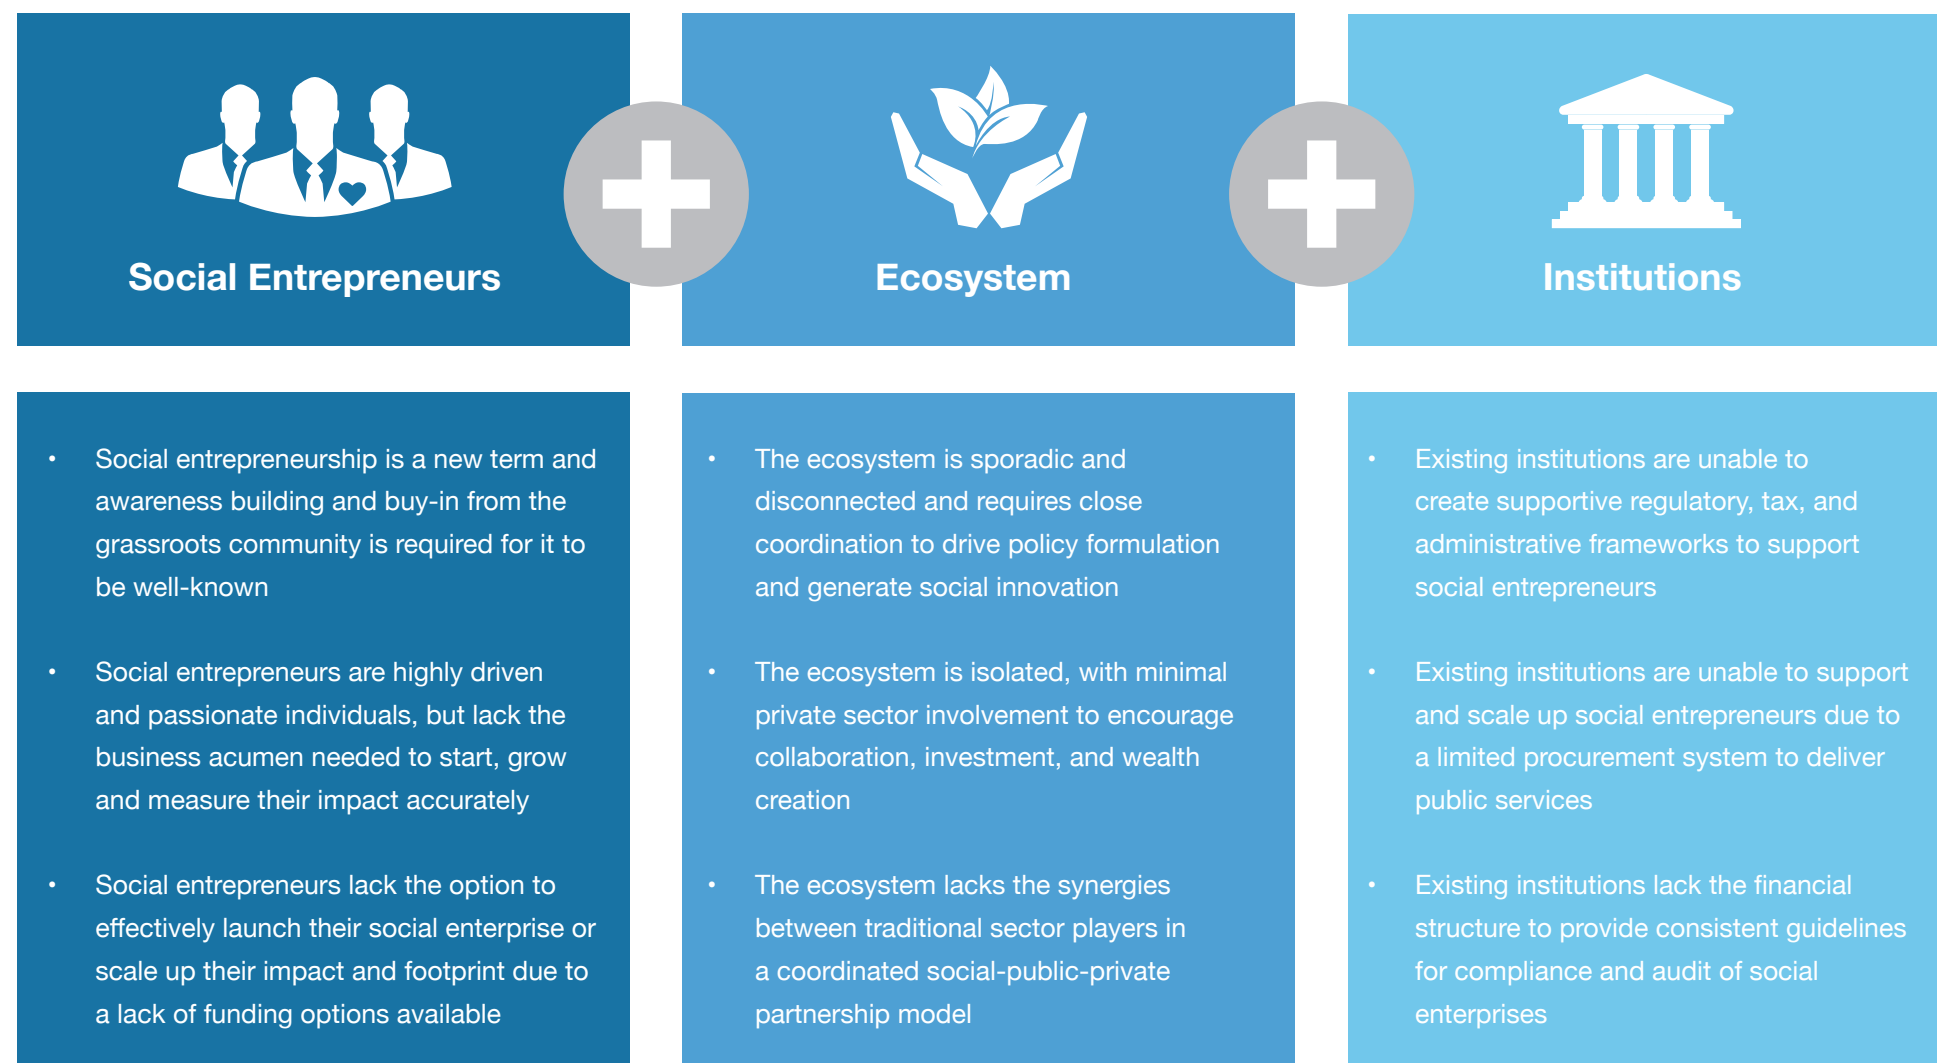 Social Entrepreneurs
Ecosystem
Institutions
• Social entrepreneurship is a new term and
awareness building and buy-in from the
grassroots community is required for it to
be well-known
• Social entrepreneurs are highly driven
and passionate individuals, but lack the
business acumen needed to start, grow
and measure their impact accurately
• Social entrepreneurs lack the option to
effectively launch their social enterprise or
scale up their impact and footprint due to
a lack of funding options available
• The ecosystem is sporadic and
disconnected and requires close
coordination to drive policy formulation
and generate social innovation
• The ecosystem is isolated, with minimal
private sector involvement to encourage
collaboration, investment, and wealth
creation
• The ecosystem lacks the synergies
between traditional sector players in
a coordinated social-public-private
partnership model
• Existing institutions are unable to
create supportive regulatory, tax, and
administrative frameworks to support
social entrepreneurs
• Existing institutions are unable to support
and scale up social entrepreneurs due to
a limited procurement system to deliver
public services
• Existing institutions lack the financial
structure to provide consistent guidelines
for compliance and audit of social
enterprises